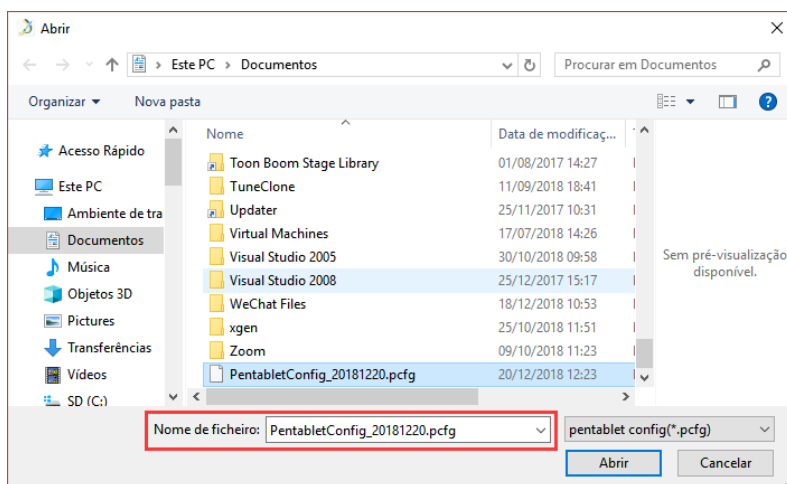 Abrir
Este PC > Documentos
Procurar em Documentos
Organizar
Nova pasta
Nome
Data de modificaç...
Acesso Rápido
Este PC
Ambiente de tra
Documentos
Música
Objetos 3D
Pictures
Transferências
Vídeos
SD (C:)
Toon Boom Stage Library 01/08/2017 14:27
TuneClone 11/09/2018 18:41
Updater 25/11/2017 10:31
Virtual Machines 17/07/2018 14:26
Visual Studio 2005 30/10/2018 09:58
Visual Studio 2008 25/12/2017 15:17
WeChat Files 18/12/2018 10:53
xgen 25/10/2018 11:51
Zoom 09/10/2018 11:23
PentabletConfig_20181220.pcfg 20/12/2018 12:23
Sem pré-visualização
disponível.
Nome de ficheiro: PentabletConfig_20181220.pcfg
pentablet config(*.pcfg)
Abrir
Cancelar